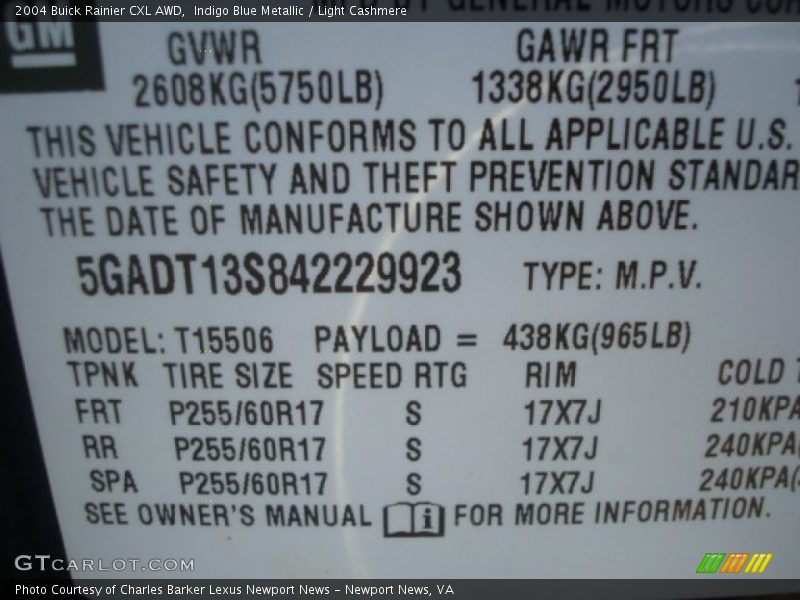 2004 Buick Rainier CXL AWD, Indigo Blue Metallic / Light Cashmere
GENERAL MOTORS COR
GM
GVWR GAWR FRT
2608KG(5750LB) 1338KG(2950LB)
THIS VEHICLE CONFORMS TO ALL APPLICABLE U.S.
VEHICLE SAFETY AND THEFT PREVENTION STANDAR
THE DATE OF MANUFACTURE SHOWN ABOVE.
5GADT13S842229923 TYPE: M.P.V.
MODEL: T15506 PAYLOAD = 438KG(965LB)
TPNK TIRE SIZE SPEED RTG RIM COLD
FRT P255/60R17 S 17X7J 210KPA
RR P255/60R17 S 17X7J 240KPA(
SPA P255/60R17 S 17X7J 240KPA(
SEE OWNER'S MANUAL i FOR MORE INFORMATION.
GTCARLOT.COM
Photo Courtesy of Charles Barker Lexus Newport News – Newport News, VA